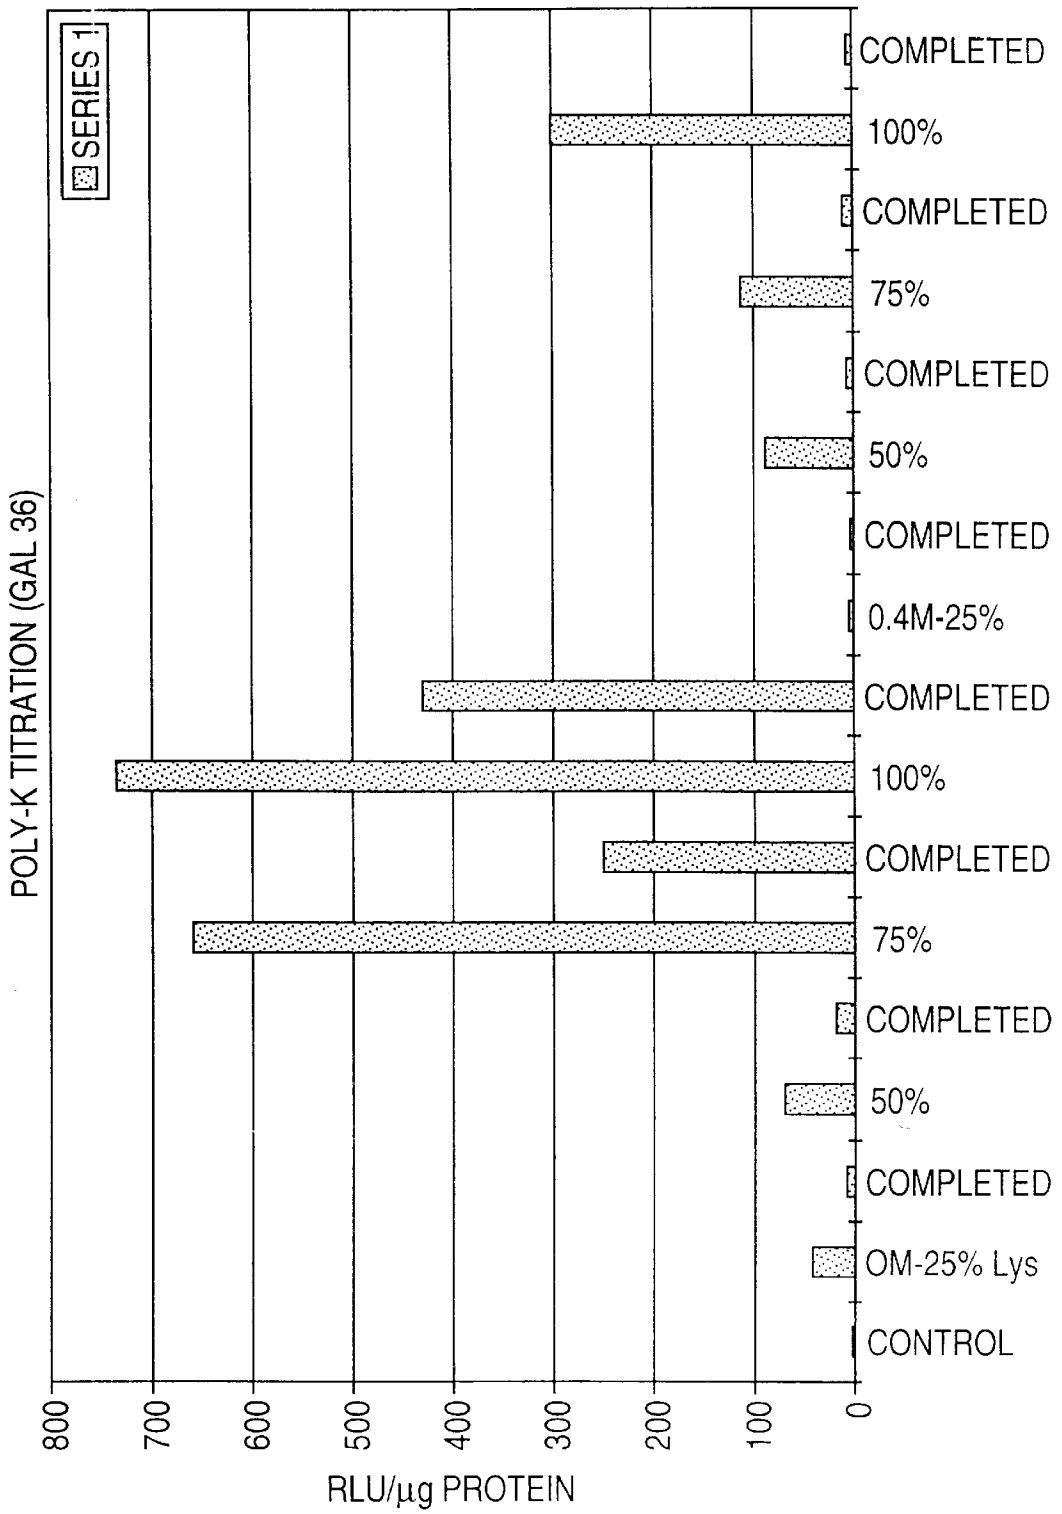 POLY-K TITRATION (GAL 36)
SERIES 1
RLU/µg PROTEIN
800
700
600
500
400
300
200
100
0
CONTROL
OM-25% Lys
COMPLETED
50%
COMPLETED
75%
COMPLETED
100%
COMPLETED
0.4M-25%
COMPLETED
50%
COMPLETED
75%
COMPLETED
100%
COMPLETED